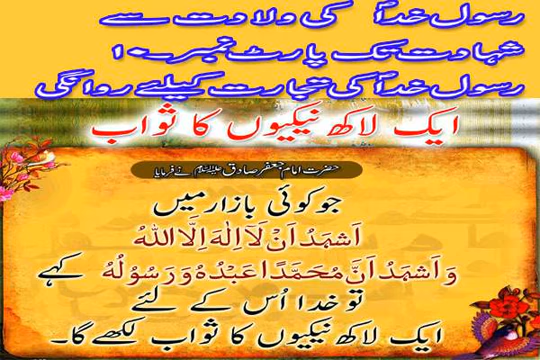 رسول خداؐ کی ولادت سے
شہادت تک پارٹ نمبر۔۱۰
رسول خداؐ کی تجارت کیلئے روانگی
ایک لاکھ نیکیوں کا ثواب
حضرت امام جعفر صادق علیہ السلام نے فرمایا
جو کوئی بازار میں
اَشْهَدُ اَنْ لَا اِلٰهَ اِلَّا اللهُ
وَ اَشْهَدُ اَنَّ مُحَمَّدًا عَبْدُهُ وَ رَسُوْلُهُ کہے
تو خدا اُس کے لئے
ایک لاکھ نیکیوں کا ثواب لکھے گا۔